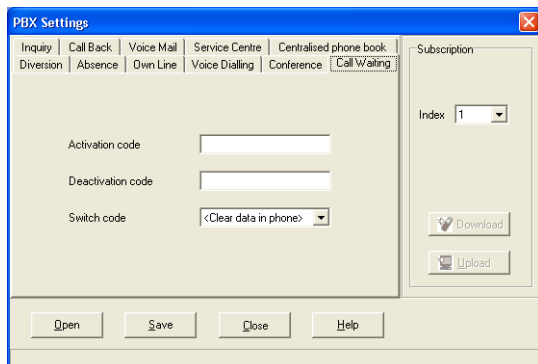 PBX Settings
Inquiry Call Back Voice Mail Service Centre Centralised phone book
Diversion Absence Own Line Voice Dialling Conference Call Waiting
Subscription
Index 1
Activation code
Deactivation code
Switch code <Clear data in phone>
Download
Upload
Open Save Close Help